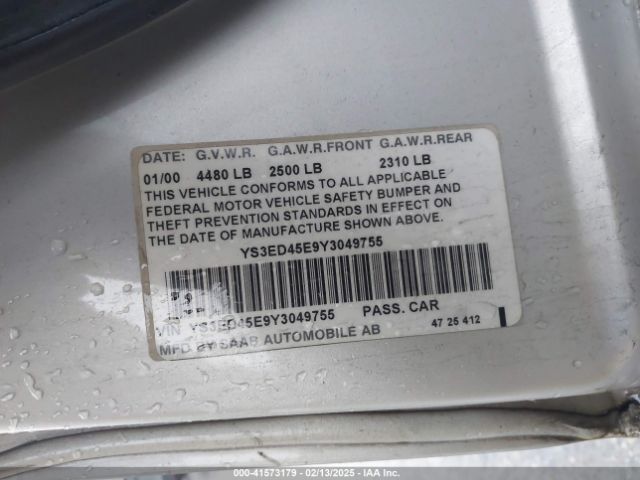 DATE: G.V.W.R. G.A.W.R.FRONT G.A.W.R.REAR
01/00 4480 LB 2500 LB 2310 LB
THIS VEHICLE CONFORMS TO ALL APPLICABLE
FEDERAL MOTOR VEHICLE SAFETY BUMPER AND
THEFT PREVENTION STANDARDS IN EFFECT ON
THE DATE OF MANUFACTURE SHOWN ABOVE.
YS3ED45E9Y3049755
VIN YS3ED45E9Y3049755 PASS. CAR
MFD BY SAAB AUTOMOBILE AB 47 25 412
000-41573179 - 02/13/2025 - IAA Inc.